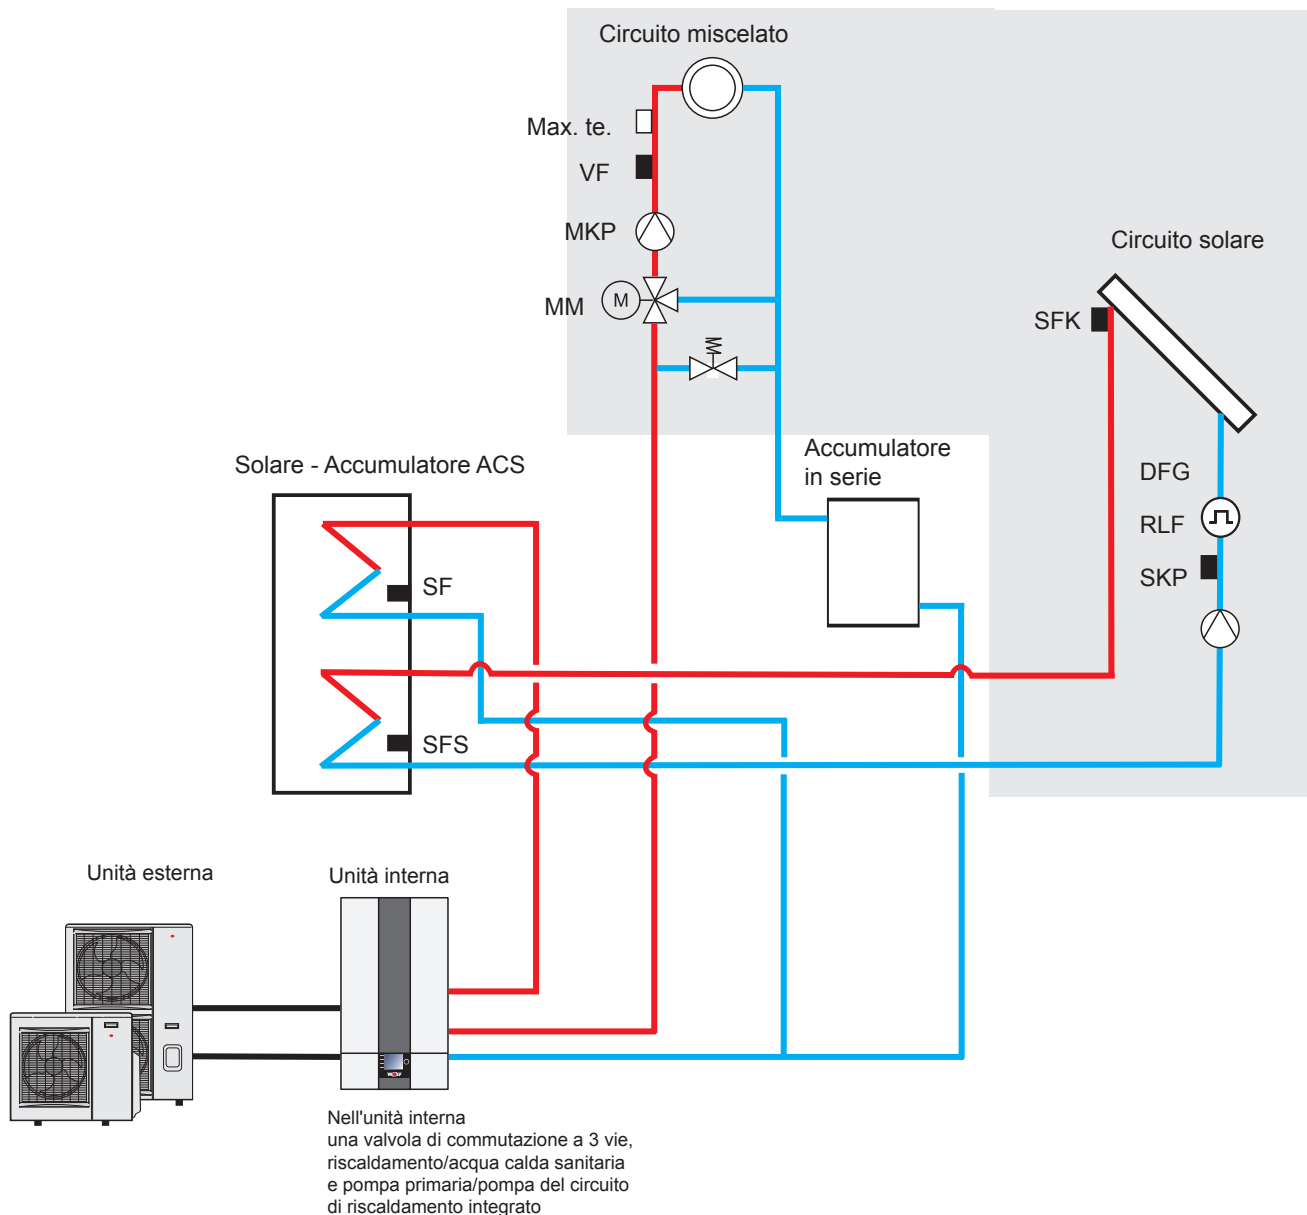 Circuito miscelato
Max. te.
VF
MKP
MM
M
Circuito solare
SFK
Solare - Accumulatore ACS
Accumulatore
in serie
DFG
RLF
SKP
SF
SFS
Unità esterna
Unità interna
Nell'unità interna
una valvola di commutazione a 3 vie,
riscaldamento/acqua calda sanitaria
e pompa primaria/pompa del circuito
di riscaldamento integrato